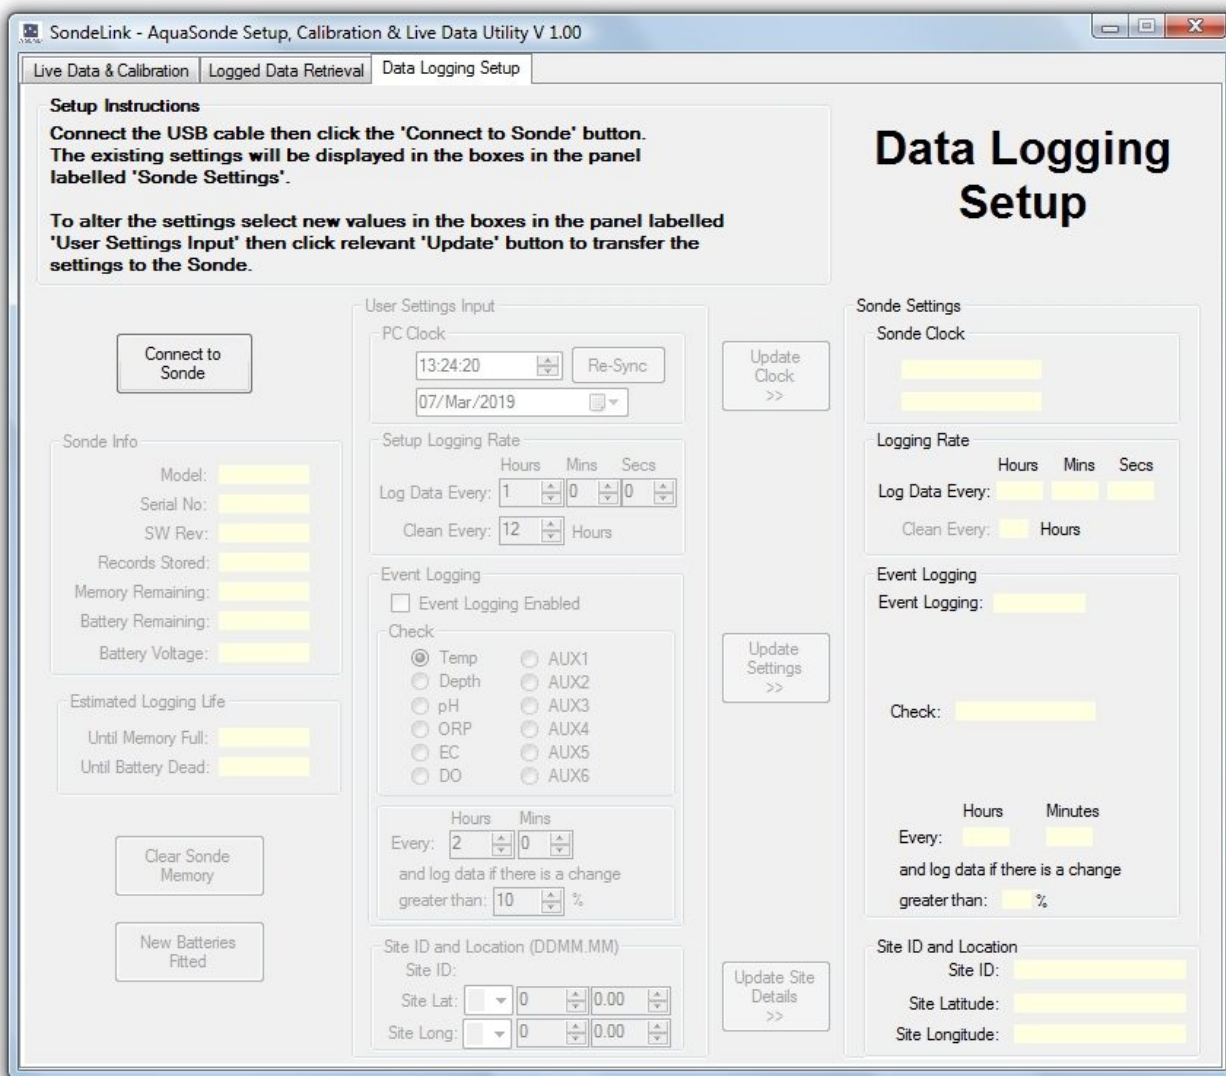 SondeLink - AquaSonde Setup, Calibration & Live Data Utility V 1.00
Live Data & Calibration
Logged Data Retrieval
Data Logging Setup
Setup Instructions
Connect the USB cable then click the 'Connect to Sonde' button.
The existing settings will be displayed in the boxes in the panel
labelled 'Sonde Settings'.
To alter the settings select new values in the boxes in the panel labelled
'User Settings Input' then click relevant 'Update' button to transfer the
settings to the Sonde.
Data Logging
Setup
Connect to
Sonde
Sonde Info
Model:
Serial No:
SW Rev:
Records Stored:
Memory Remaining:
Battery Remaining:
Battery Voltage:
Estimated Logging Life
Until Memory Full:
Until Battery Dead:
Clear Sonde
Memory
New Batteries
Fitted
User Settings Input
PC Clock
13:24:20
Re-Sync
07/Mar/2019
Setup Logging Rate
Hours Mins Secs
Log Data Every: 1 0 0
Clean Every: 12 Hours
Event Logging
Event Logging Enabled
Check
Temp AUX1
Depth AUX2
pH AUX3
ORP AUX4
EC AUX5
DO AUX6
Hours Mins
Every: 2 0
and log data if there is a change
greater than: 10 %
Site ID and Location (DDMM.MM)
Site ID:
Site Lat: 0 0.00
Site Long: 0 0.00
Update
Clock
>>
Update
Settings
>>
Update Site
Details
>>
Sonde Settings
Sonde Clock
Logging Rate
Hours Mins Secs
Log Data Every:
Clean Every: Hours
Event Logging
Event Logging:
Check:
Hours Minutes
Every:
and log data if there is a change
greater than: %
Site ID and Location
Site ID:
Site Latitude:
Site Longitude: